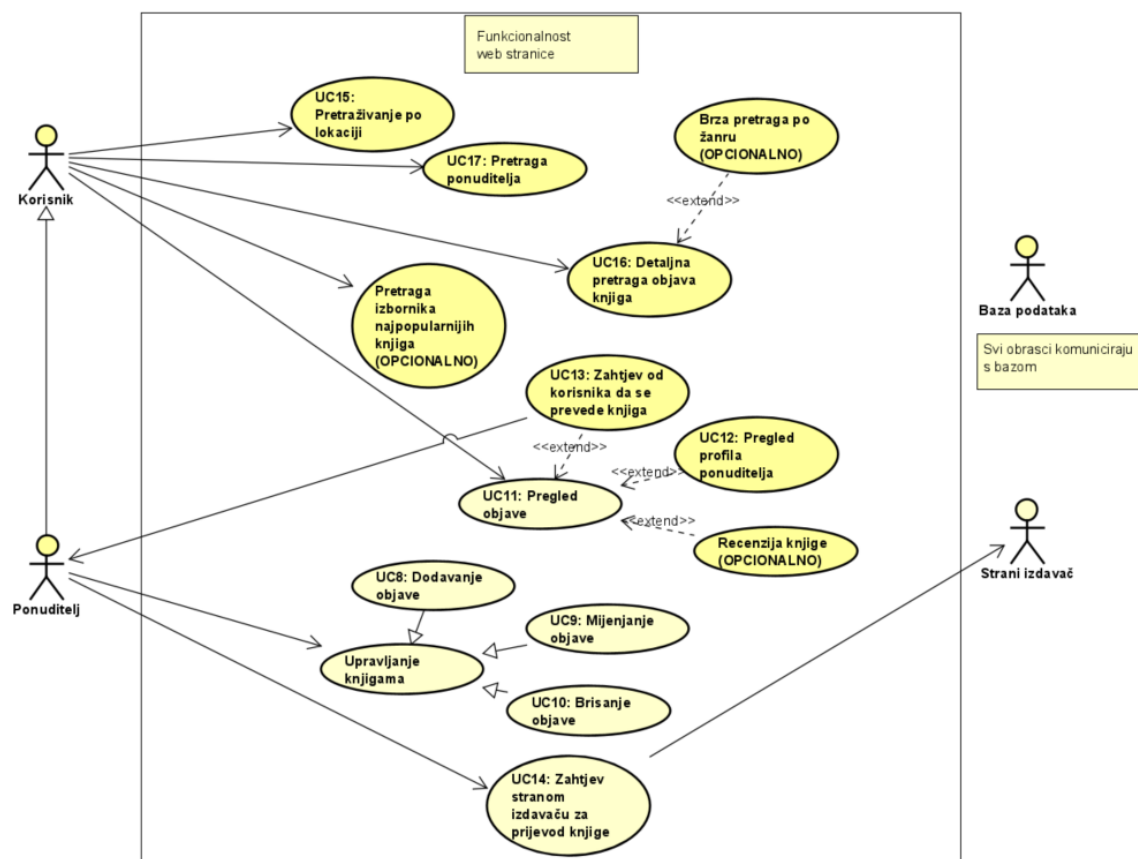 Funkcionalnost
web stranice
UC15:
Pretraživanje po
lokaciji
Brza pretraga po
žanru
(OPCIONALNO)
UC17: Pretraga
ponuditelja
Korisnik
<<extend>>
UC16: Detaljna
pretraga objava
knjiga
Pretraga
izbornika
najpopularnijih
knjiga
(OPCIONALNO)
Baza podataka
Svi obrasci komuniciraju
s bazom
UC13: Zahtjev od
korisnika da se
prevede knjiga
<<extend>>
UC12: Pregled
profila
ponuditelja
<<extend>>
UC11: Pregled
objave
<<extend>>
Recenzija knjige
(OPCIONALNO)
Strani izdavač
Ponuditelj
UC8: Dodavanje
objave
UC9: Mijenjanje
objave
Upravljanje
knjigama
UC10: Brisanje
objave
UC14: Zahtjev
stranom
izdavaču za
prijevod knjige